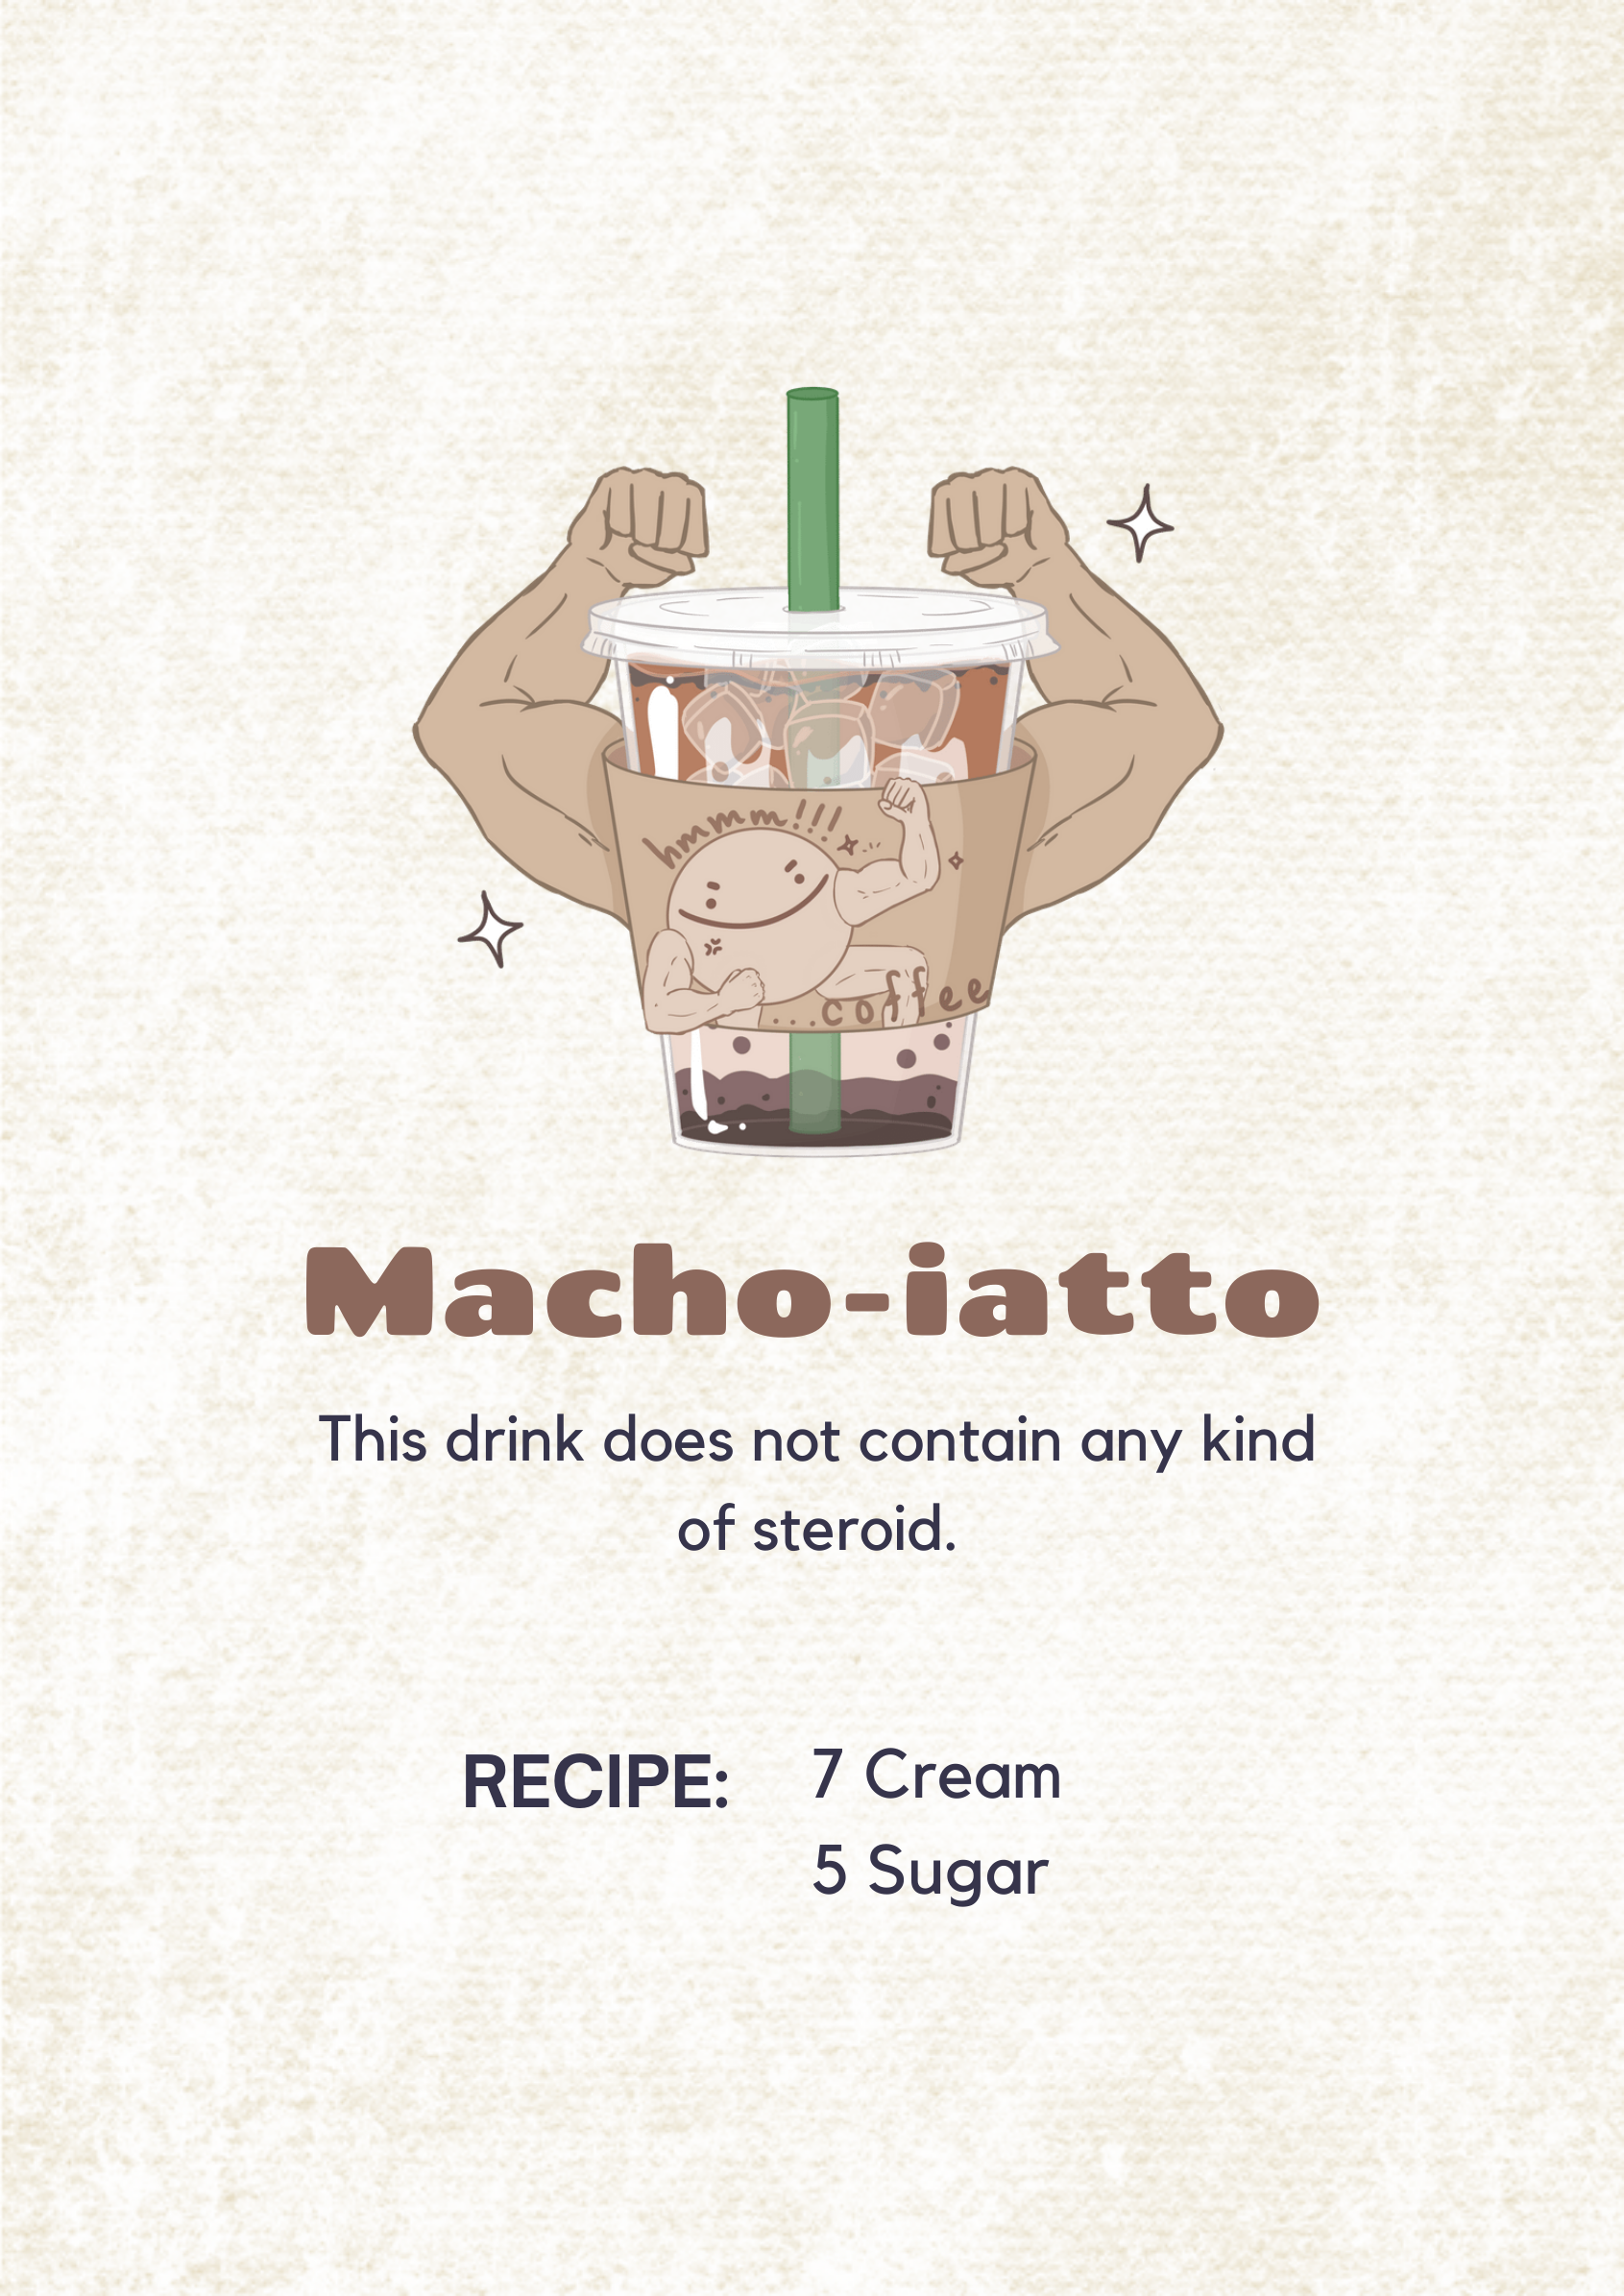 hmmm!!!
...coffee
Macho-iatto
This drink does not contain any kind
of steroid.
RECIPE:
7 Cream
5 Sugar